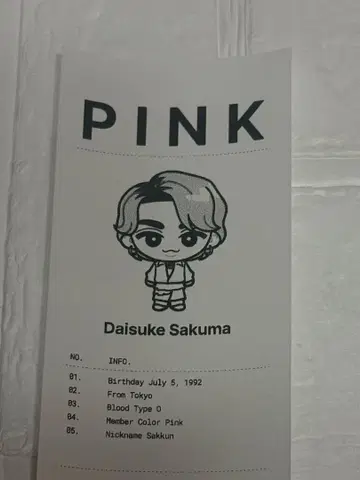 PINK
Daisuke Sakuma
NO. INFO.
01. Birthday July 5, 1992
02. From Tokyo
03. Blood Type O
04. Member Color Pink
05. Nickname Sakkun